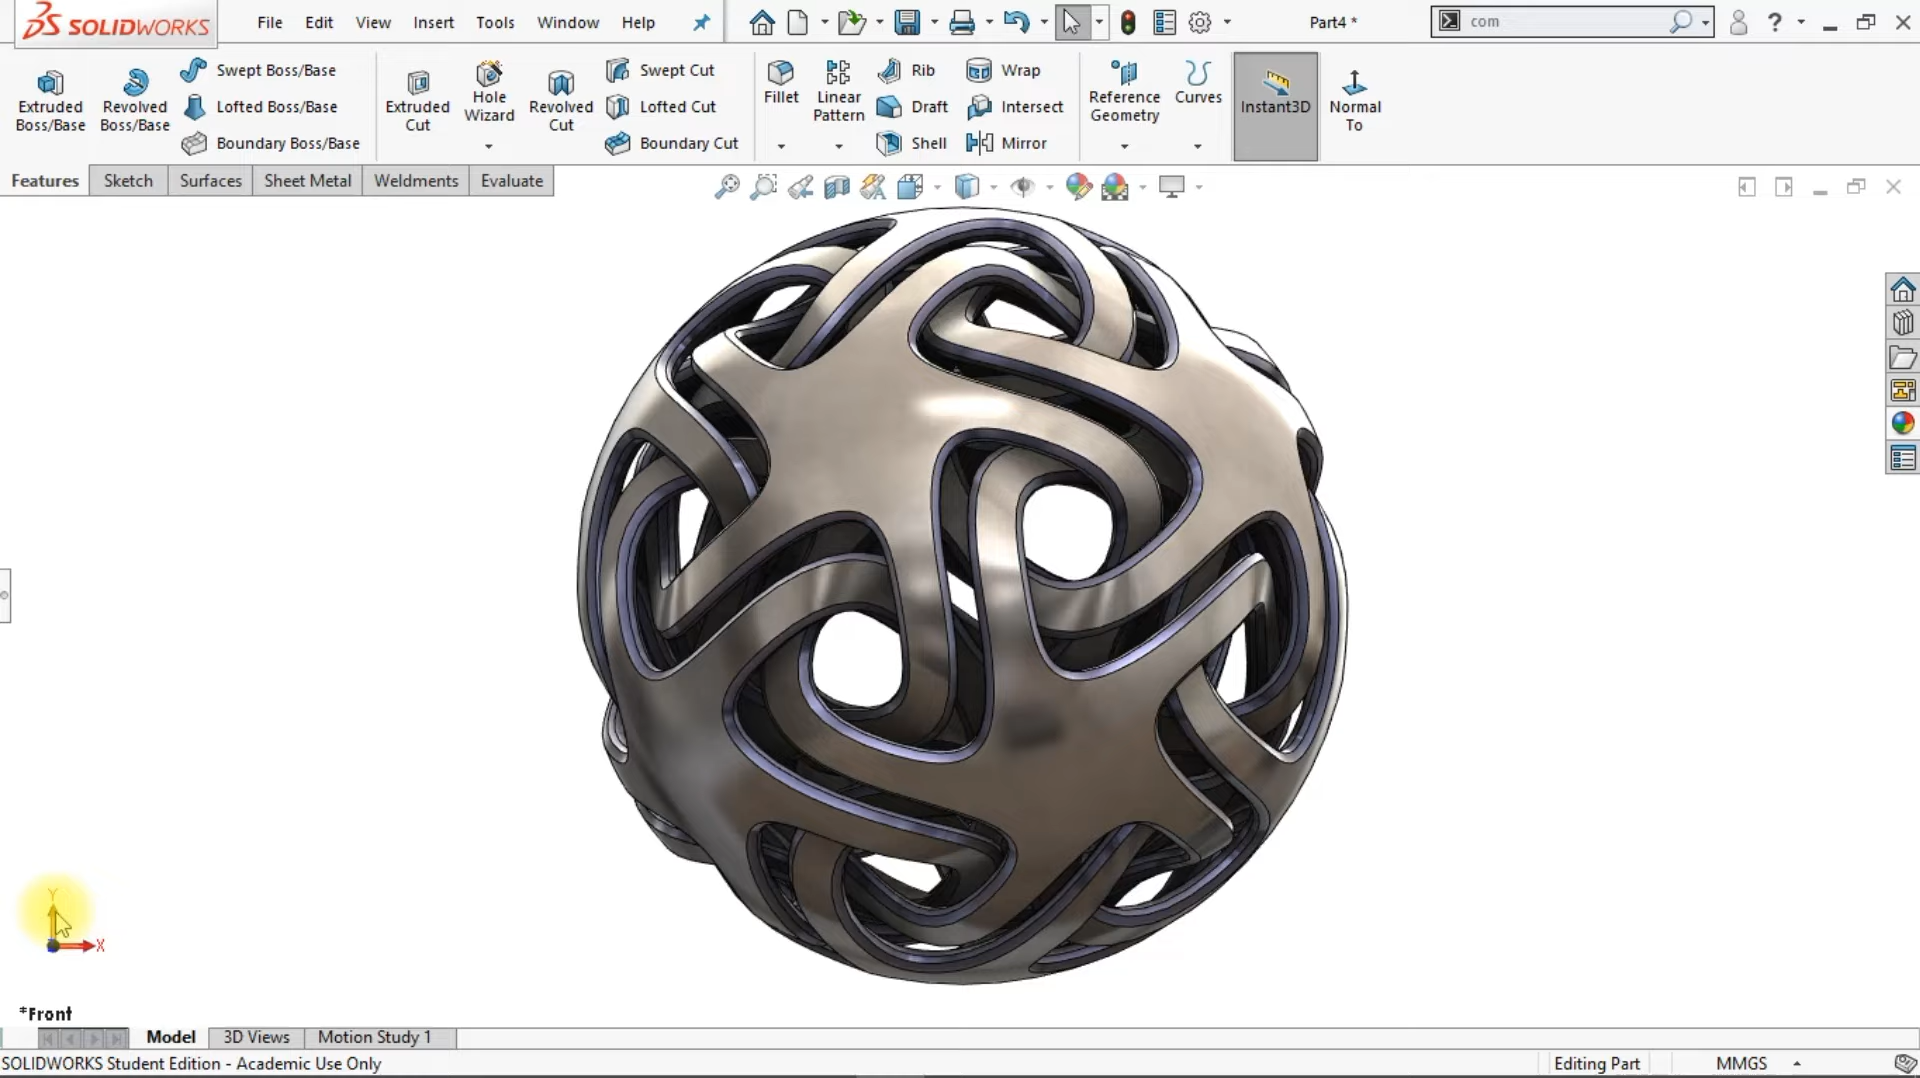 SOLIDWORKS File Edit View Insert Tools Window Help Part4 * com ?
Extruded Boss/Base
Revolved Boss/Base
Swept Boss/Base
Lofted Boss/Base
Boundary Boss/Base
Extruded Cut
Hole Wizard
Revolved Cut
Swept Cut
Lofted Cut
Boundary Cut
Fillet
Linear Pattern
Rib
Draft
Shell
Wrap
Intersect
Mirror
Reference Geometry
Curves
Instant3D
Normal To
Features Sketch Surfaces Sheet Metal Weldments Evaluate
Y
X
*Front
Model 3D Views Motion Study 1
SOLIDWORKS Student Edition - Academic Use Only Editing Part MMGS